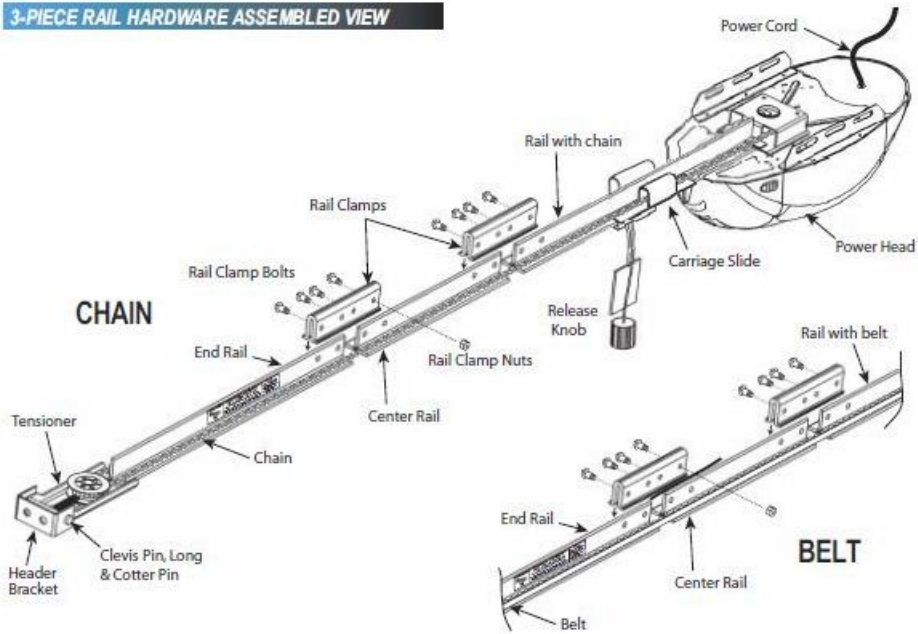 3-PIECE RAIL HARDWARE ASSEMBLED VIEW
Power Cord
Rail with chain
Rail Clamps
Power Head
Carriage Slide
Rail Clamp Bolts
CHAIN
Release
Knob
Rail with belt
End Rail
Rail Clamp Nuts
Center Rail
Tensioner
Chain
End Rail
BELT
Clevis Pin, Long
& Cotter Pin
Header
Bracket
Center Rail
Belt